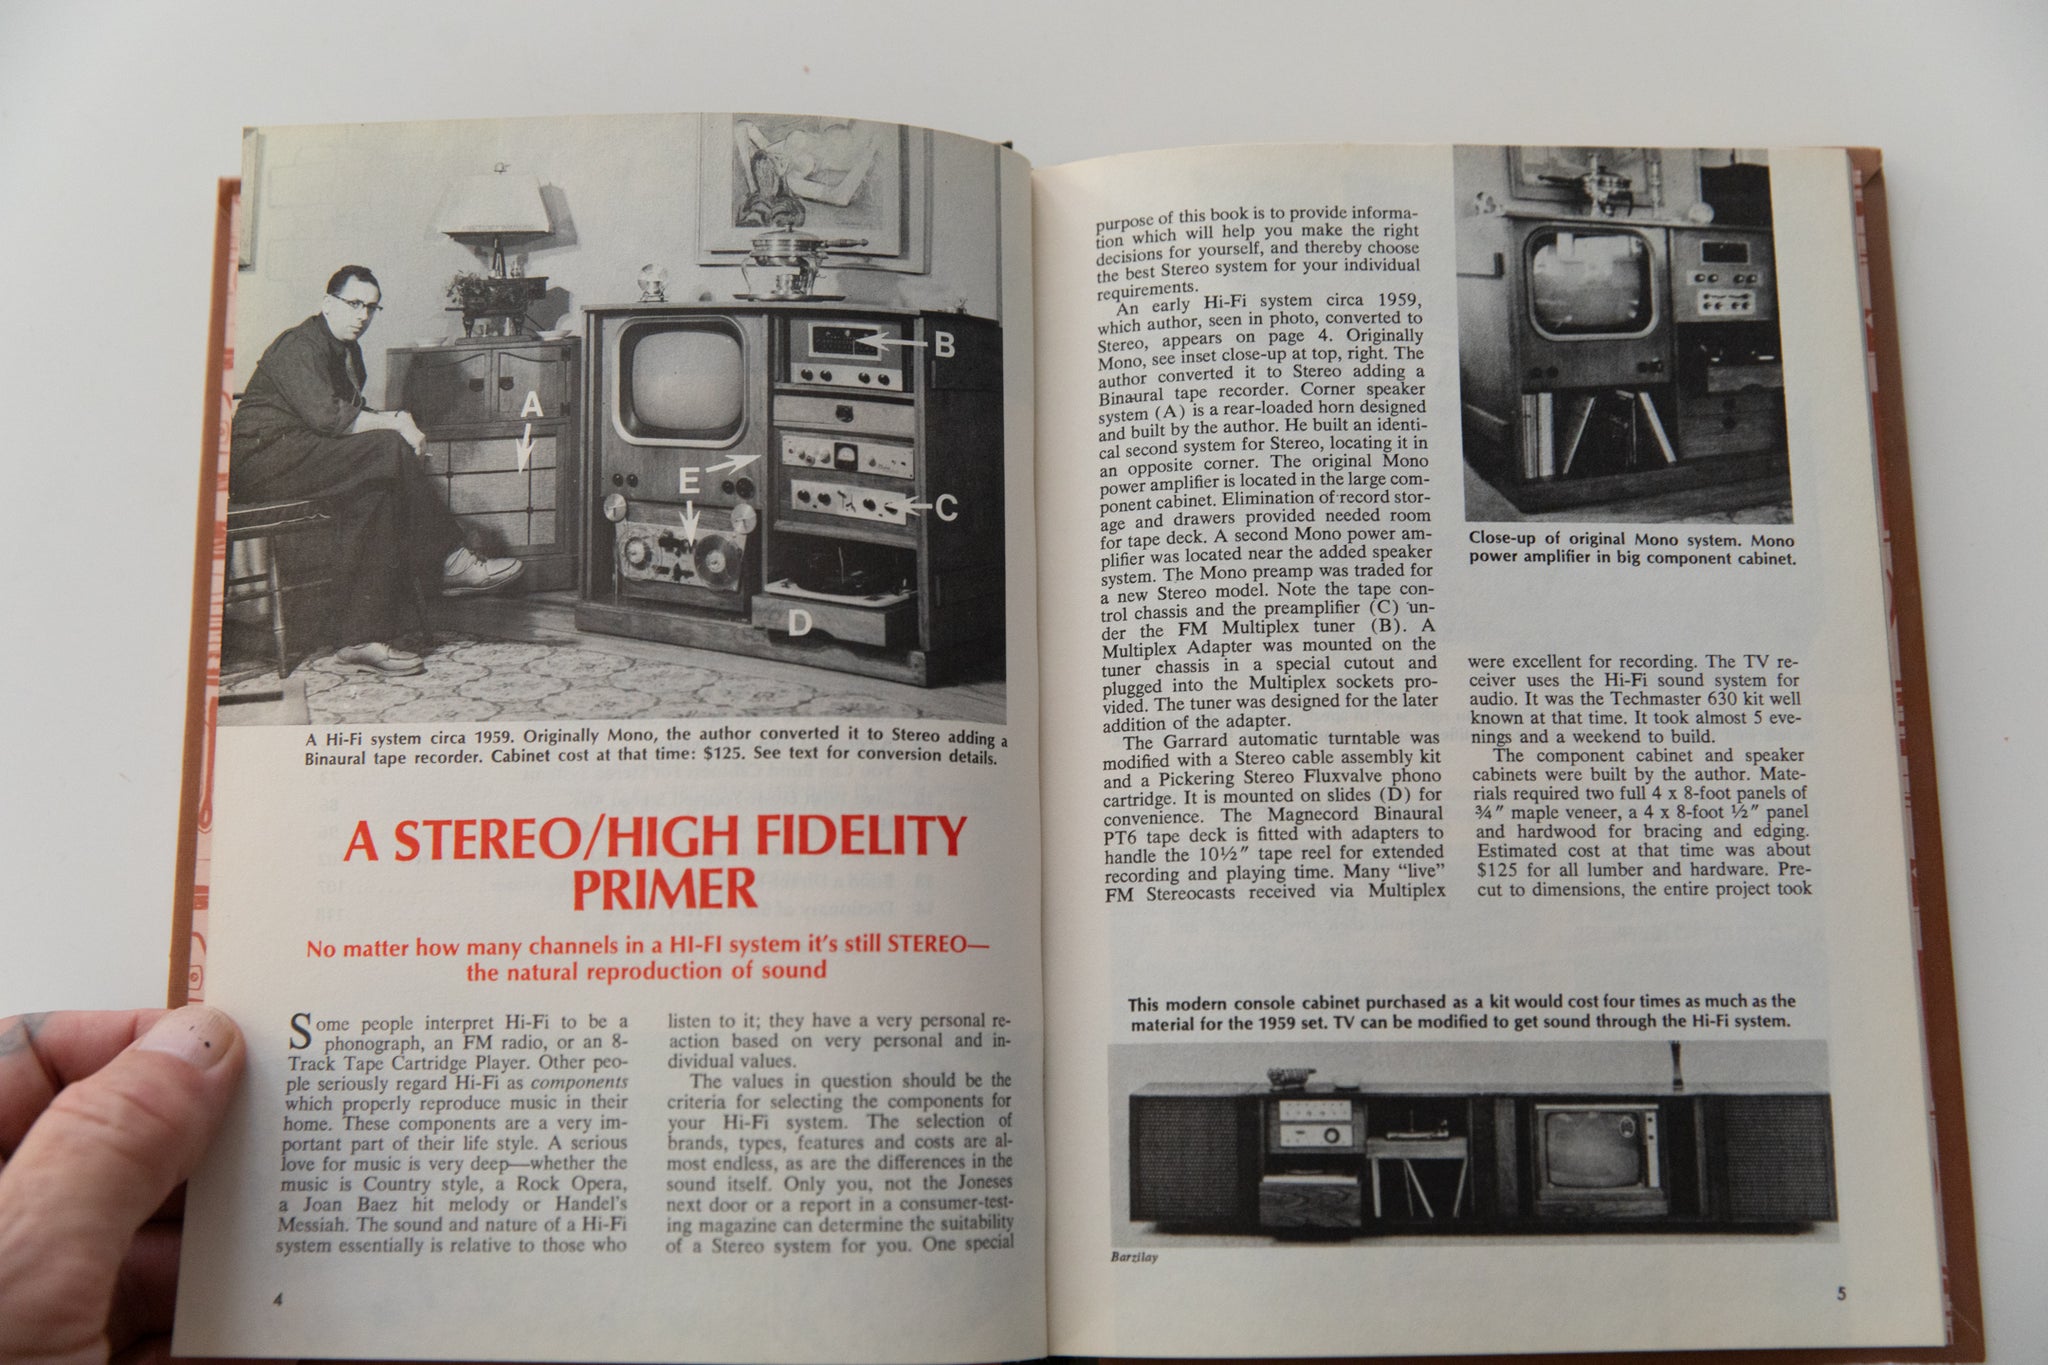 A
B
E
C
D
A Hi-Fi system circa 1959. Originally Mono, the author converted it to Stereo adding a
Binaural tape recorder. Cabinet cost at that time: $125. See text for conversion details.
A STEREO/HIGH FIDELITY
PRIMER
No matter how many channels in a HI-FI system it's still STEREO—
the natural reproduction of sound
Some people interpret Hi-Fi to be a
phonograph, an FM radio, or an 8-
Track Tape Cartridge Player. Other peo-
ple seriously regard Hi-Fi as components
which properly reproduce music in their
home. These components are a very im-
portant part of their life style. A serious
love for music is very deep—whether the
music is Country style, a Rock Opera,
a Joan Baez hit melody or Handel's
Messiah. The sound and nature of a Hi-Fi
system essentially is relative to those who
listen to it; they have a very personal re-
action based on very personal and in-
dividual values.
The values in question should be the
criteria for selecting the components for
your Hi-Fi system. The selection of
brands, types, features and costs are al-
most endless, as are the differences in the
sound itself. Only you, not the Joneses
next door or a report in a consumer-test-
ing magazine can determine the suitability
of a Stereo system for you. One special
4
purpose of this book is to provide informa-
tion which will help you make the right
decisions for yourself, and thereby choose
the best Stereo system for your individual
requirements.
An early Hi-Fi system circa 1959,
which author, seen in photo, converted to
Stereo, appears on page 4. Originally
Mono, see inset close-up at top, right. The
author converted it to Stereo adding a
Binaural tape recorder. Corner speaker
system (A) is a rear-loaded horn designed
and built by the author. He built an identi-
cal second system for Stereo, locating it in
an opposite corner. The original Mono
power amplifier is located in the large com-
ponent cabinet. Elimination of record stor-
age and drawers provided needed room
for tape deck. A second Mono power am-
plifier was located near the added speaker
system. The Mono preamp was traded for
a new Stereo model. Note the tape con-
trol chassis and the preamplifier (C) un-
der the FM Multiplex tuner (B). A
Multiplex Adapter was mounted on the
tuner chassis in a special cutout and
plugged into the Multiplex sockets pro-
vided. The tuner was designed for the later
addition of the adapter.
The Garrard automatic turntable was
modified with a Stereo cable assembly kit
and a Pickering Stereo Fluxvalve phono
cartridge. It is mounted on slides (D) for
convenience. The Magnecord Binaural
PT6 tape deck is fitted with adapters to
handle the 10½" tape reel for extended
recording and playing time. Many "live"
FM Stereocasts received via Multiplex
Close-up of original Mono system. Mono
power amplifier in big component cabinet.
were excellent for recording. The TV re-
ceiver uses the Hi-Fi sound system for
audio. It was the Techmaster 630 kit well
known at that time. It took almost 5 eve-
nings and a weekend to build.
The component cabinet and speaker
cabinets were built by the author. Mate-
rials required two full 4 x 8-foot panels of
¾" maple veneer, a 4 x 8-foot ½" panel
and hardwood for bracing and edging.
Estimated cost at that time was about
$125 for all lumber and hardware. Pre-
cut to dimensions, the entire project took
This modern console cabinet purchased as a kit would cost four times as much as the
material for the 1959 set. TV can be modified to get sound through the Hi-Fi system.
Barzilay
5